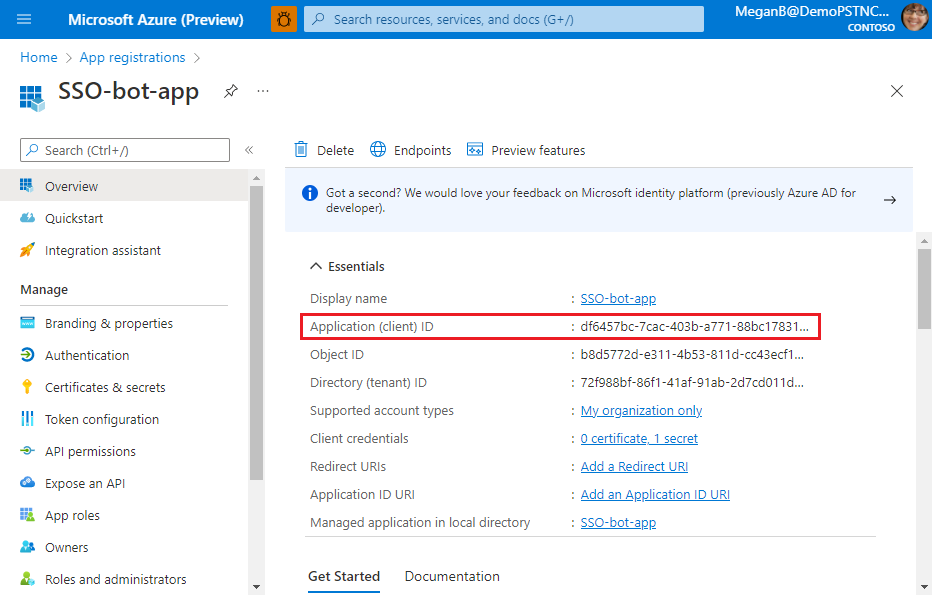 Microsoft Azure (Preview)
Search resources, services, and docs (G+/)
MeganB@DemoPSTNC...
CONTOSO
Home > App registrations >
SSO-bot-app
...
Search (Ctrl+/)
«
Overview
Quickstart
Integration assistant
Manage
Branding & properties
Authentication
Certificates & secrets
Token configuration
API permissions
Expose an API
App roles
Owners
Roles and administrators
Delete
Endpoints
Preview features
Got a second? We would love your feedback on Microsoft identity platform (previously Azure AD for
developer).
Essentials
Display name : SSO-bot-app
Application (client) ID : df6457bc-7cac-403b-a771-88bc17831...
Object ID : b8d5772d-e311-4b53-811d-cc43ecf1...
Directory (tenant) ID : 72f988bf-86f1-41af-91ab-2d7cd011d...
Supported account types : My organization only
Client credentials : 0 certificate, 1 secret
Redirect URIs : Add a Redirect URI
Application ID URI : Add an Application ID URI
Managed application in local directory : SSO-bot-app
Get Started
Documentation